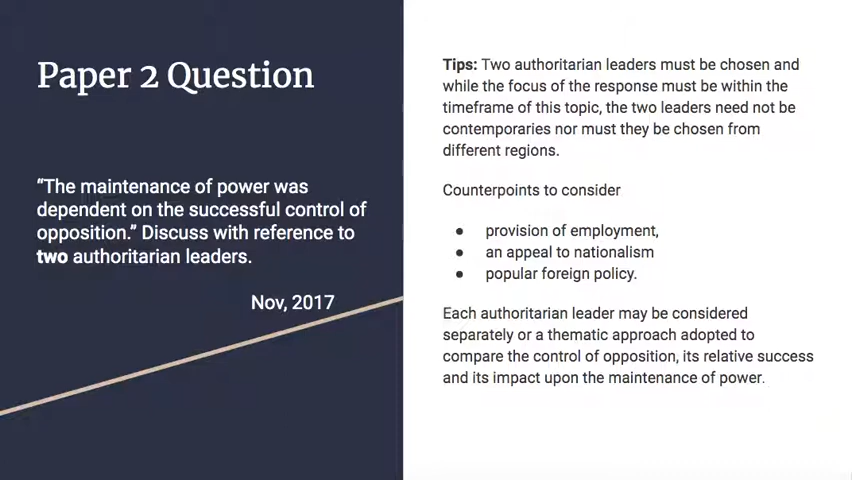 Paper 2 Question
“The maintenance of power was
dependent on the successful control of
opposition.” Discuss with reference to
two authoritarian leaders.
Nov, 2017
Tips: Two authoritarian leaders must be chosen and
while the focus of the response must be within the
timeframe of this topic, the two leaders need not be
contemporaries nor must they be chosen from
different regions.
Counterpoints to consider
● provision of employment,
● an appeal to nationalism
● popular foreign policy.
Each authoritarian leader may be considered
separately or a thematic approach adopted to
compare the control of opposition, its relative success
and its impact upon the maintenance of power.